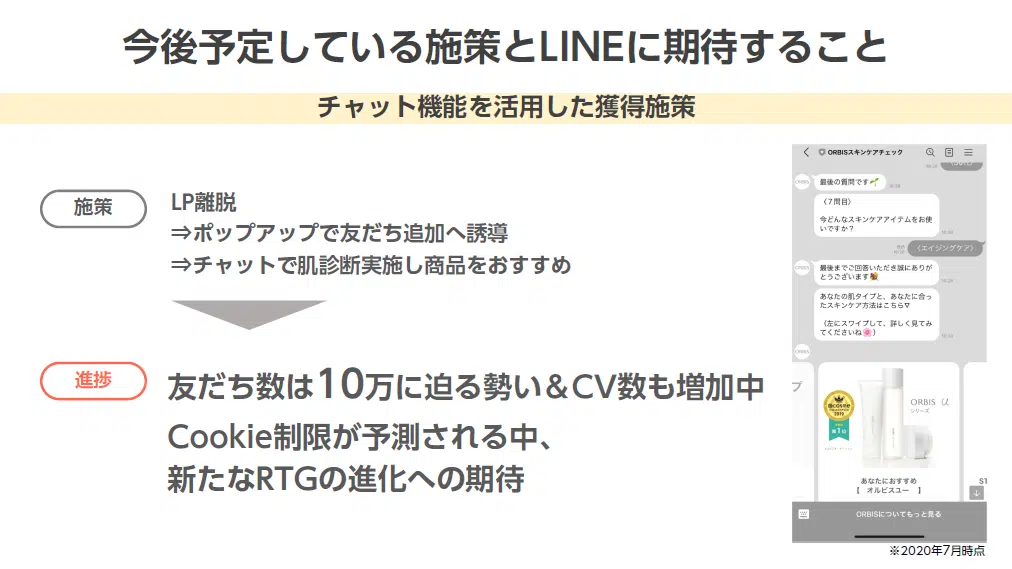 今後予定している施策とLINEに期待すること
チャット機能を活用した獲得施策
施策
LP離脱
⇒ポップアップで友だち追加へ誘導
⇒チャットで肌診断実施し商品をおすすめ
進捗
友だち数は10万に迫る勢い＆CV数も増加中
Cookie制限が予測される中、
新たなRTGの進化への期待
ORBISスキンケアチェック
最後の質問です🌱
〈7問目〉
今どんなスキンケアアイテムをお使
いですか？
〈エイジングケア〉
最後までご回答いただき誠にありが
とうございます
あなたの肌タイプと、あなたに合っ
たスキンケア方法はこちら▽
（左にスワイプして、詳しく見てみ
てくださいね🌸）
プ
ORBIS u
シリーズ
@cosme
2019
第1位
あなたにおすすめ
【 オルビスユー 】
ORBISについてもっと見る
※2020年7月時点